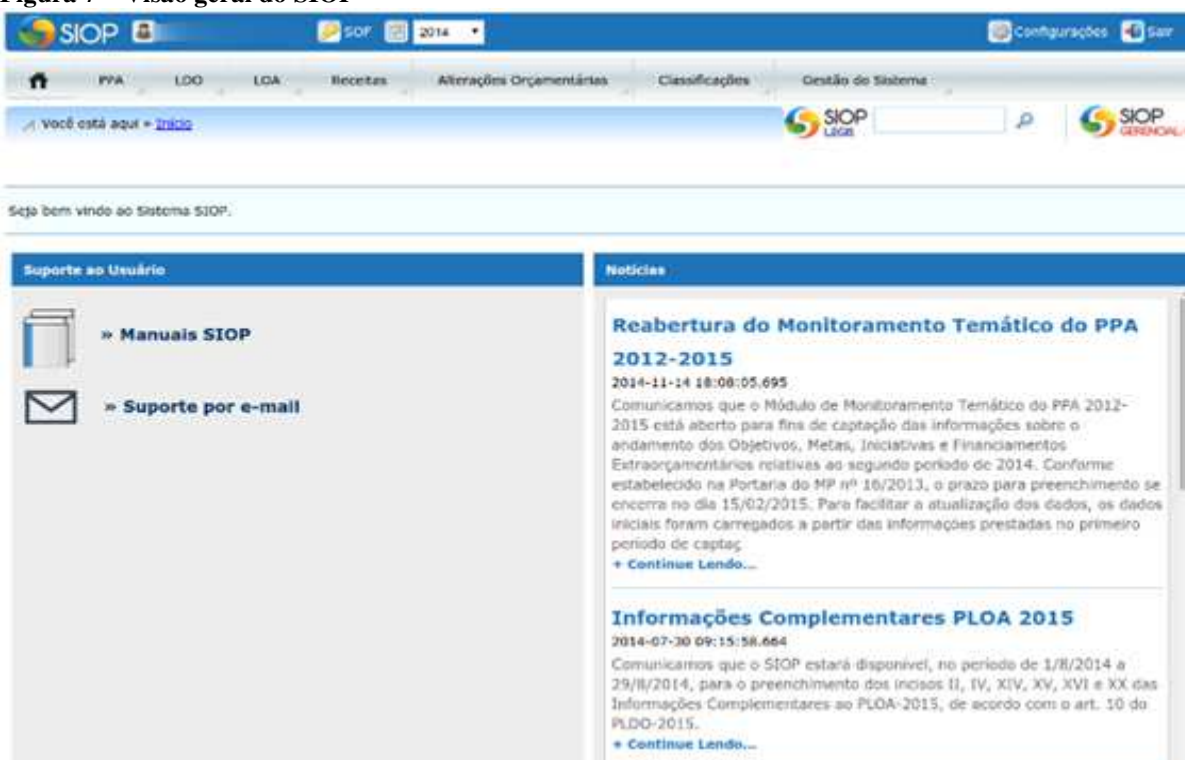 Figura 7 – Visão geral do SIOP
SIOP SOF 2014 Configurações Sair
PPA LDO LOA Receitas Alterações Orçamentárias Classificações Gestão do Sistema
Você está aqui » Início SIOP LEGIS SIOP GERENCIAL
Seja bem vindo ao Sistema SIOP.
Suporte ao Usuário
» Manuais SIOP
» Suporte por e-mail
Notícias
Reabertura do Monitoramento Temático do PPA
2012-2015
2014-11-14 18:08:05.695
Comunicamos que o Módulo de Monitoramento Temático do PPA 2012-
2015 está aberto para fins de captação das informações sobre o
andamento dos Objetivos, Metas, Iniciativas e Financiamentos
Extraorçamentários relativas ao segundo período de 2014. Conforme
estabelecido na Portaria do MP nº 16/2013, o prazo para preenchimento se
encerra no dia 15/02/2015. Para facilitar a atualização dos dados, os dados
iniciais foram carregados a partir das informações prestadas no primeiro
período de captaç
+ Continue Lendo...
Informações Complementares PLOA 2015
2014-07-30 09:15:58.664
Comunicamos que o SIOP estará disponível, no período de 1/8/2014 a
29/8/2014, para o preenchimento dos incisos II, IV, XIV, XV, XVI e XX das
Informações Complementares ao PLOA-2015, de acordo com o art. 10 do
PLDO-2015.
+ Continue Lendo...